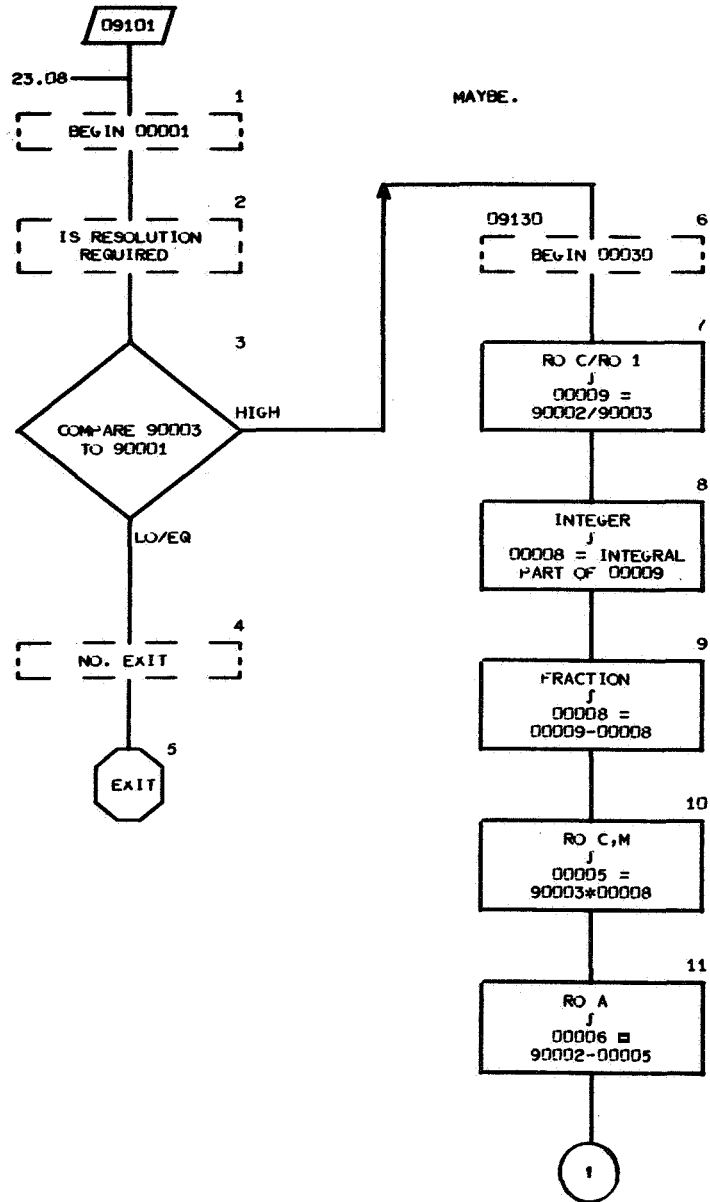 09101
23.08
1
BEGIN 00001
2
IS RESOLUTION
REQUIRED
3
COMPARE 90003
TO 90001
HIGH
LO/EQ
4
NO. EXIT
5
EXIT
MAYBE.
09130
6
BEGIN 00030
7
RO C/RO 1
∫
00009 =
90002/90003
8
INTEGER
∫
00008 = INTEGRAL
PART OF 00009
9
FRACTION
∫
00008 =
00009-00008
10
RO C,M
∫
00005 =
90003*00008
11
RO A
∫
00006 =
90002-00005
1